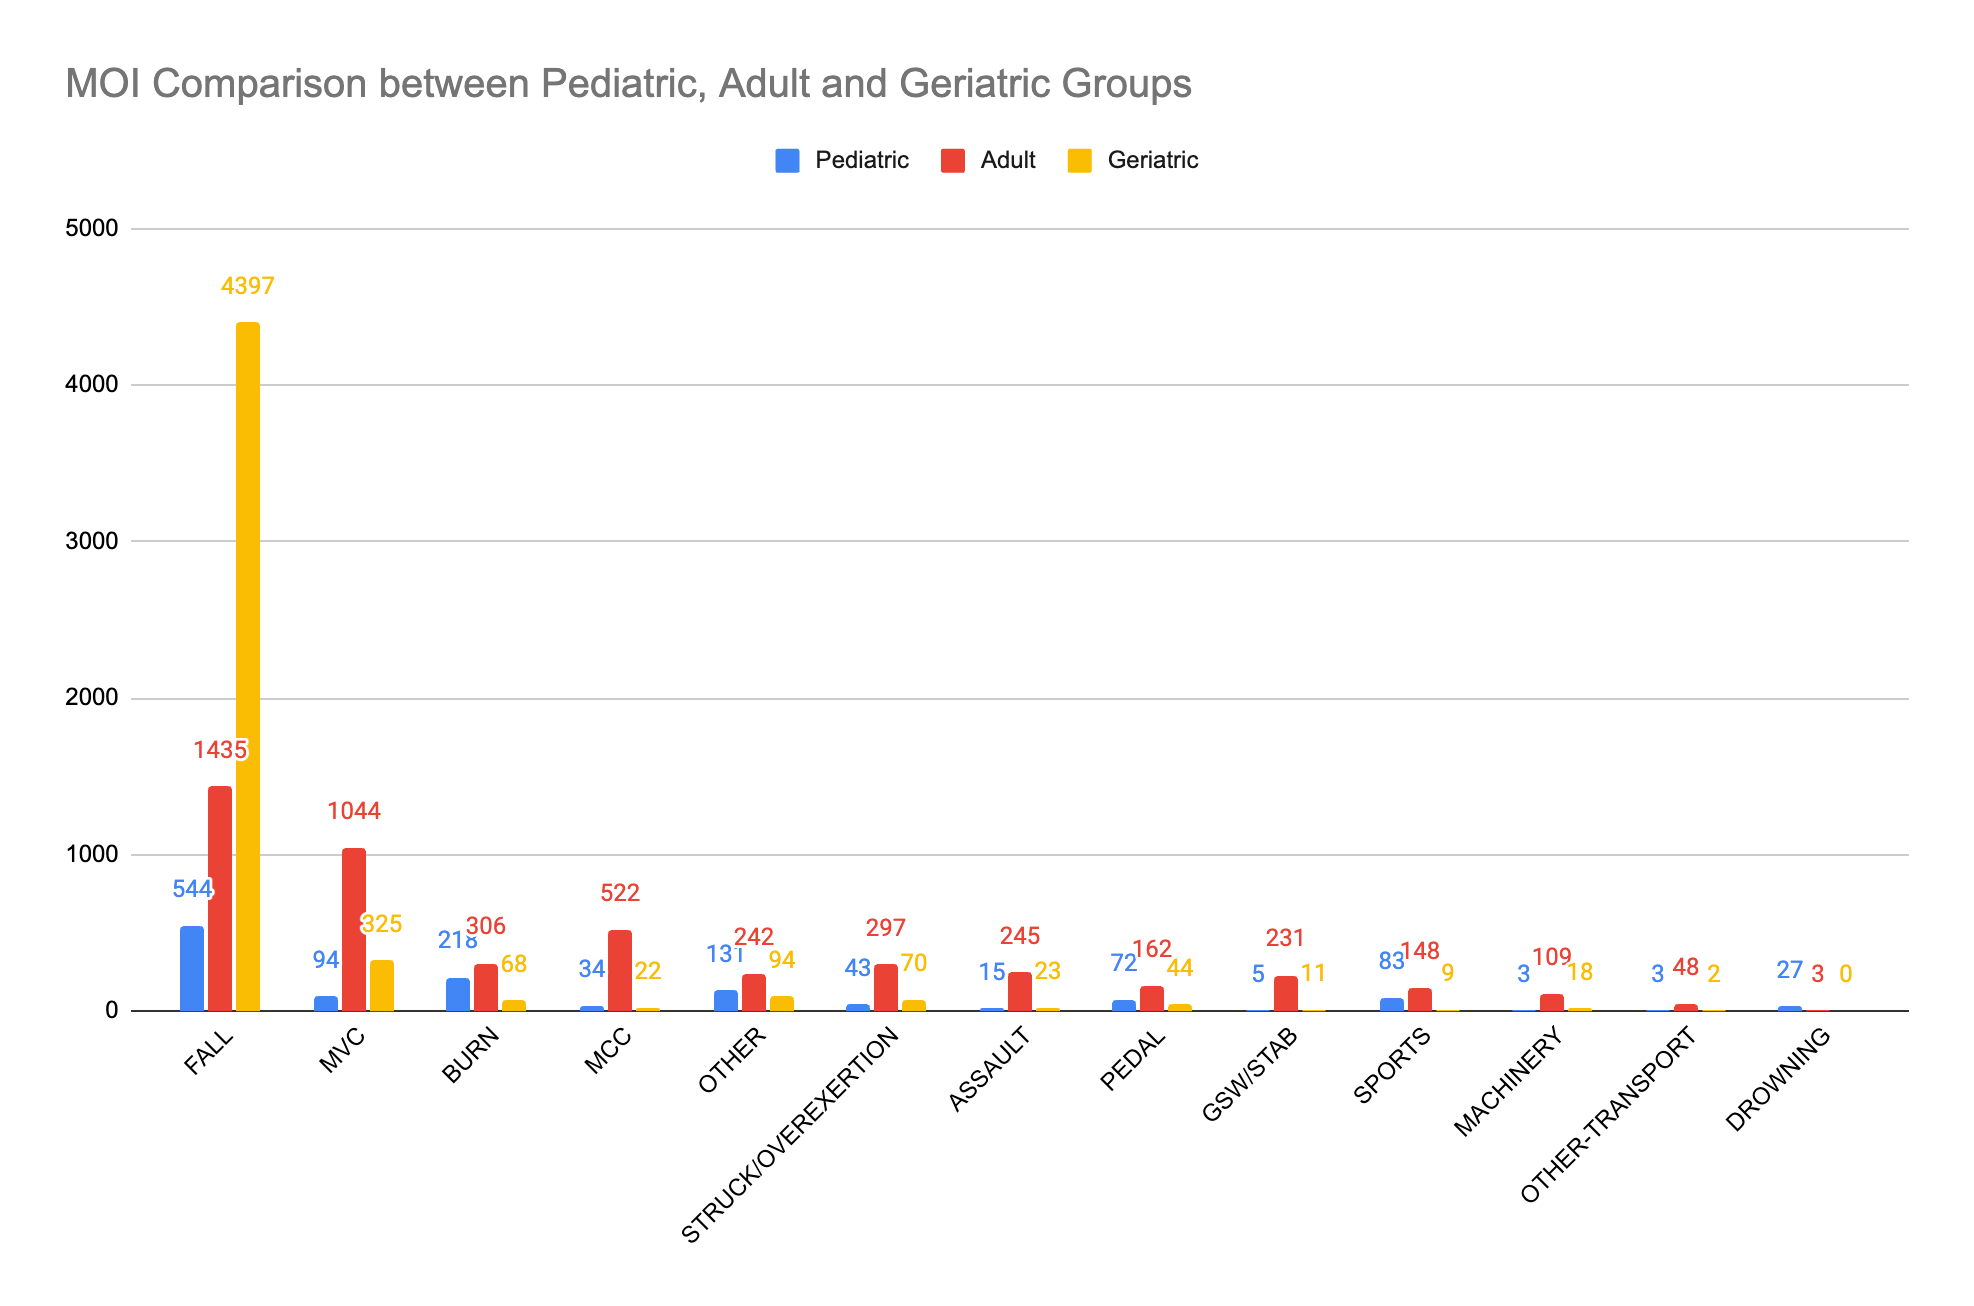 MOI Comparison between Pediatric, Adult and Geriatric Groups
Pediatric Adult Geriatric
5000
4000
3000
2000
1000
0
544 1435 4397
94 1044 325
218 306 68
34 522 22
131 242 94
43 297 70
15 245 23
72 162 44
5 231 11
83 148 9
3 109 18
3 48 2
27 3 0
FALL
MVC
BURN
MCC
OTHER
STRUCK/OVEREXERTION
ASSAULT
PEDAL
GSW/STAB
SPORTS
MACHINERY
OTHER-TRANSPORT
DROWNING